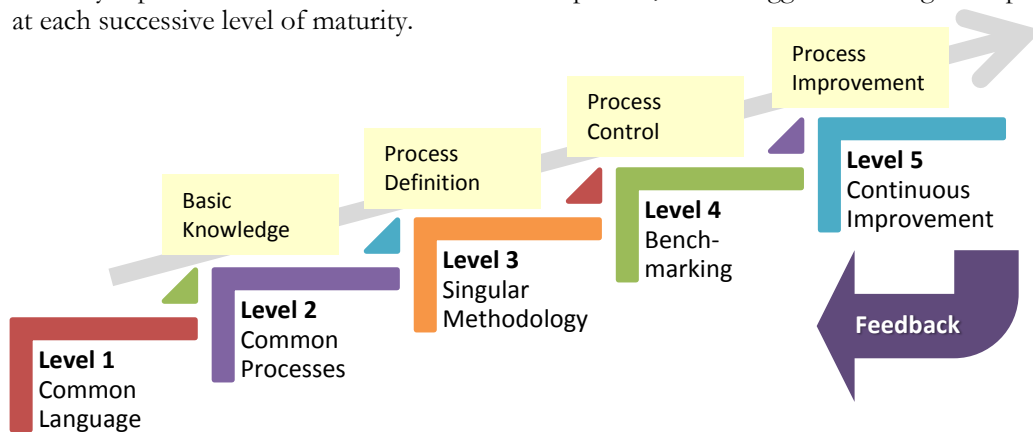 at each successive level of maturity.
Process
Improvement
Process
Control
Process
Definition
Basic
Knowledge
Level 5
Continuous
Improvement
Level 4
Bench-
marking
Level 3
Singular
Methodology
Level 2
Common
Processes
Level 1
Common
Language
Feedback